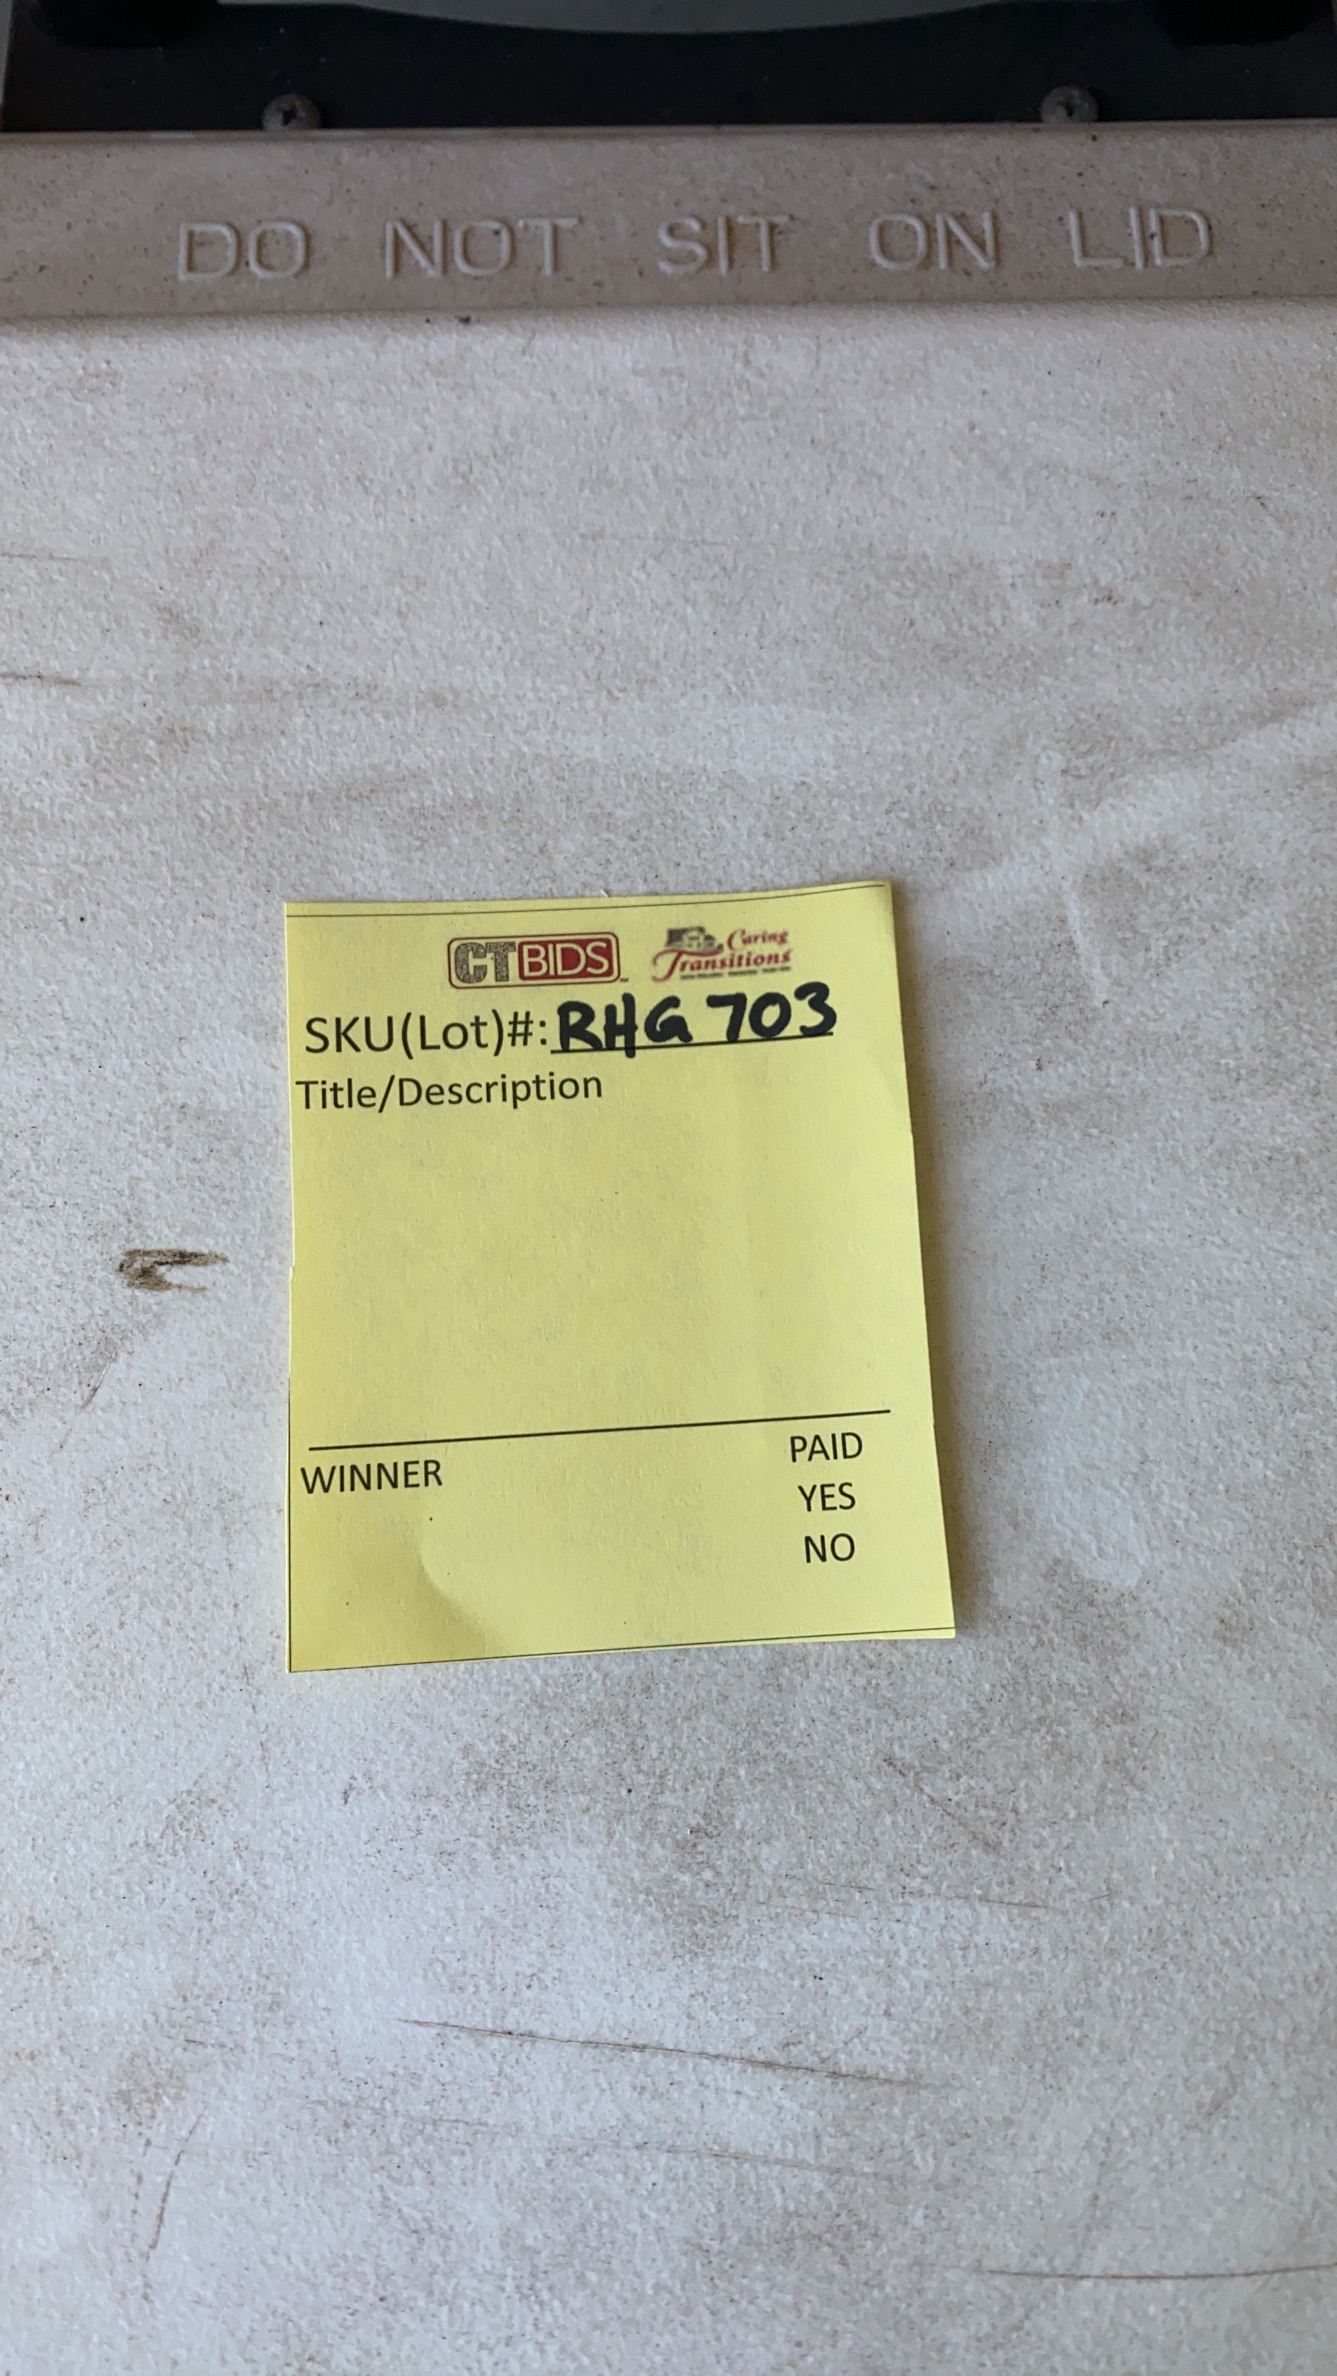 DO NOT SIT ON LID
CTBIDS Caring Transitions
SKU(Lot)#: RHG 703
Title/Description
WINNER PAID
YES
NO